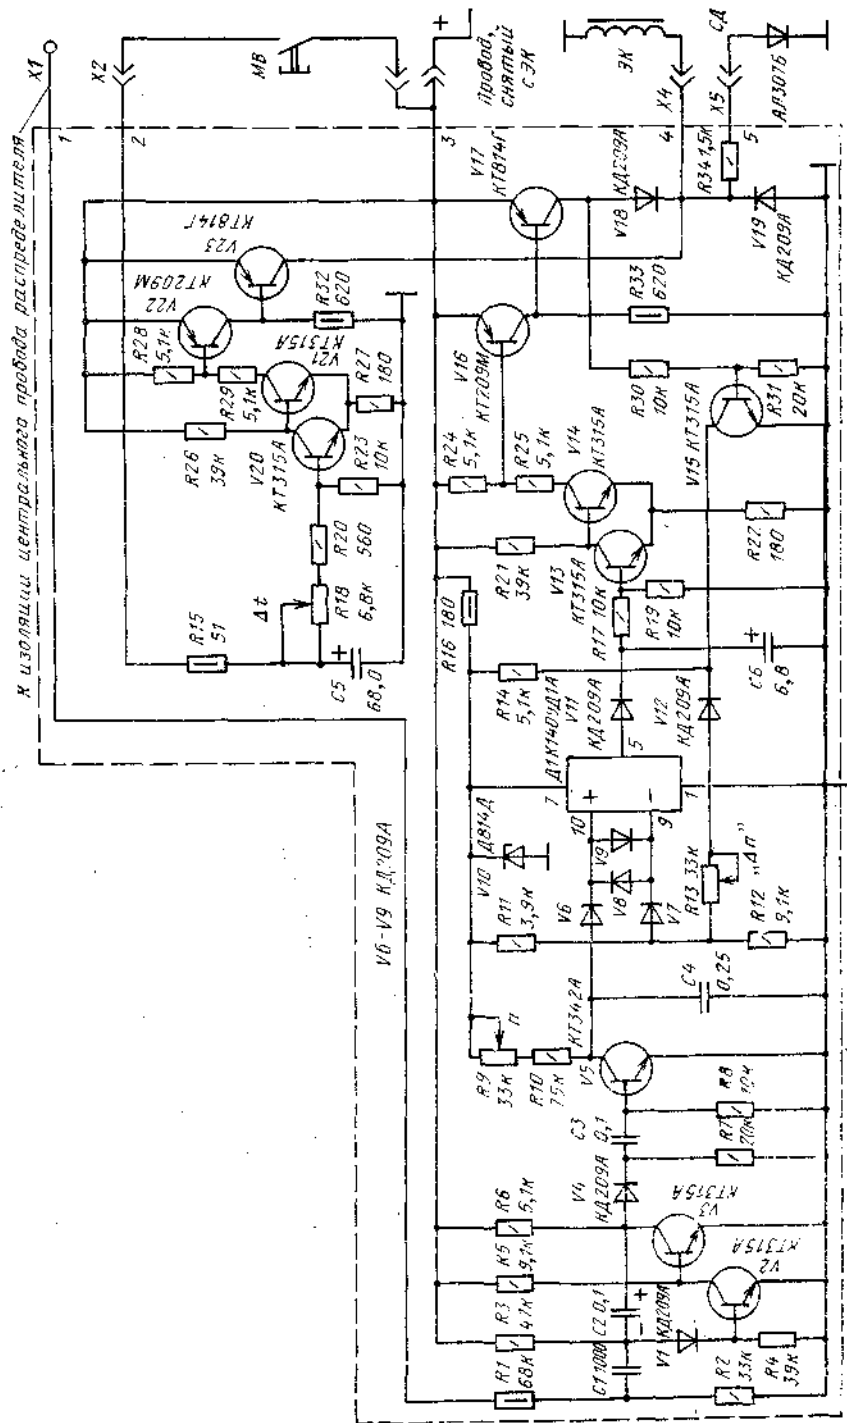 К изоляции центрального провода распределителя
X1
1
X2
2
МВ
+
3
Провод,
снятый
с ЭК
ЭК
X4
4
СД
X5
5
АЛ307Б
R34 1,5к
V17
КТ814Г
V18
КД209А
V19
КД209А
V23
КТ814Г
V22
КТ209М
R28
5,1к
R29
5,1к
V21
КТ315А
R32
620
R27
180
R26
39к
V20
КТ315А
R23
10к
R20
560
R18
6,8к
Δt
R15
51
C5
68,0
+
V16
КТ209М
R33
620
R30
10к
R31
20к
V15 КТ315А
R24
5,1к
R25
5,1к
V14
КТ315А
R21
39к
V13
КТ315А
R22
180
R16 180
R17 10к
R19
10к
R14
5,1к
V11
КД209А
V12
КД209А
C6
6,8
+
7
10
+
−
9
5
1
V6-V9 КД209А
V10
Д814Д
R11
3,9к
V6
V8
V9
V7
R13 33к
„Δп"
R12
9,1к
C4
0,25
R9
33к
п
R10
75к
V5
КТ342А
C3
0,1
R8
R7
20к
V4
КД209А
V3
КТ315А
R6
5,1к
R5
9,1к
R3
47к
C2 0,1
− +
V2
КТ315А
V1 КД209А
R1
68к
C1 1000
R2
33к
R4
39к